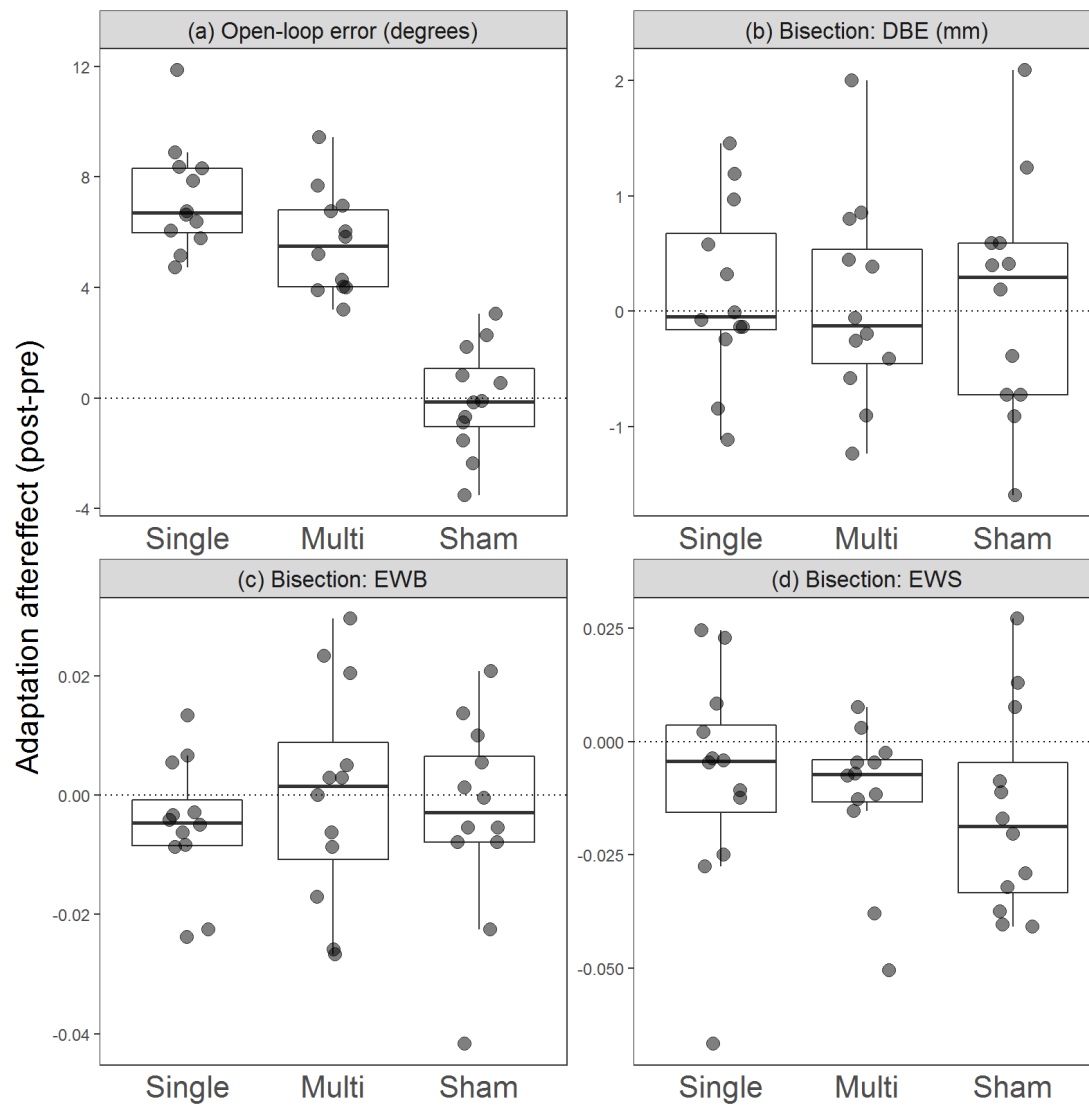 Adaptation aftereffect (post-pre)
(a) Open-loop error (degrees)
12
8
4
0
-4
Single Multi Sham
(b) Bisection: DBE (mm)
2
1
0
-1
Single Multi Sham
(c) Bisection: EWB
0.02
0.00
-0.02
-0.04
Single Multi Sham
(d) Bisection: EWS
0.025
0.000
-0.025
-0.050
Single Multi Sham